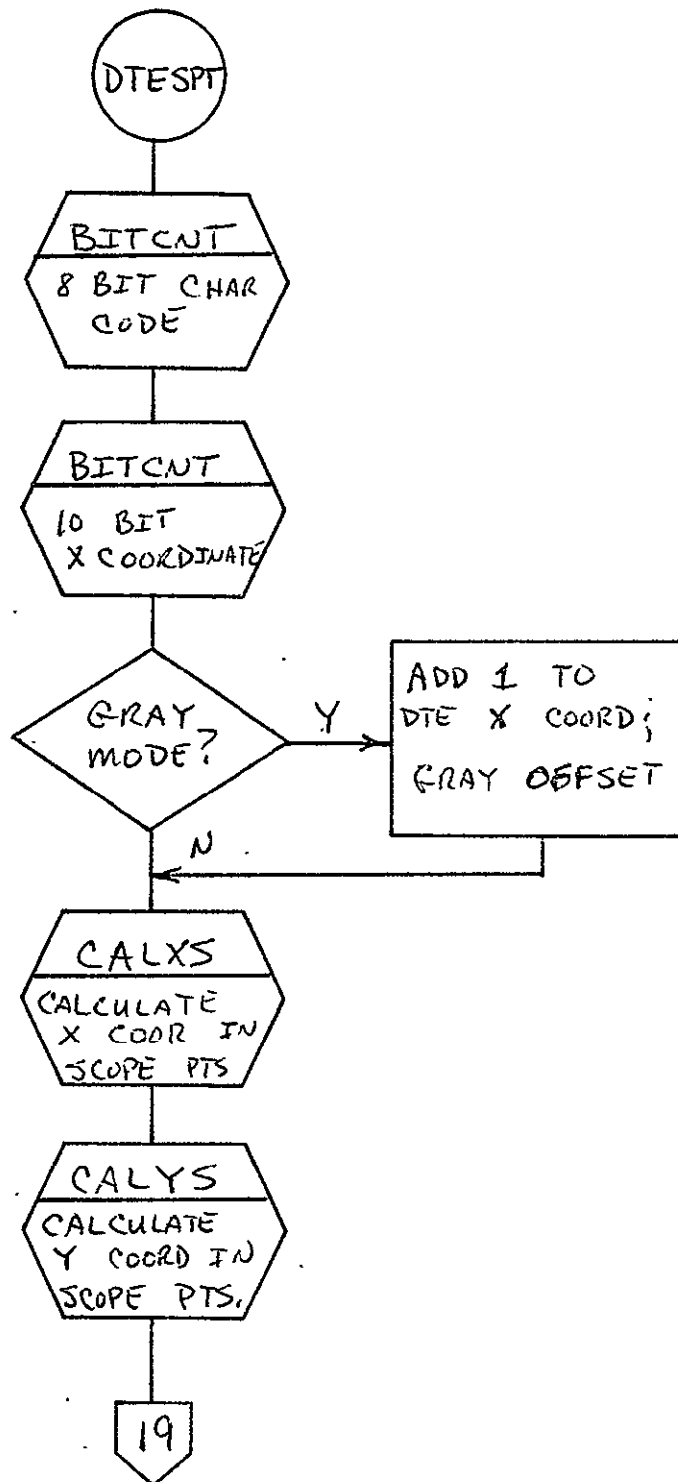 DTESPT
BITCNT
8 BIT CHAR
CODE
BITCNT
10 BIT
X COORDINATE
GRAY
MODE?
Y
ADD 1 TO
DTE X COORD;
GRAY OFFSET
N
CALXS
CALCULATE
X COOR IN
SCOPE PTS
CALYS
CALCULATE
Y COORD IN
SCOPE PTS.
19